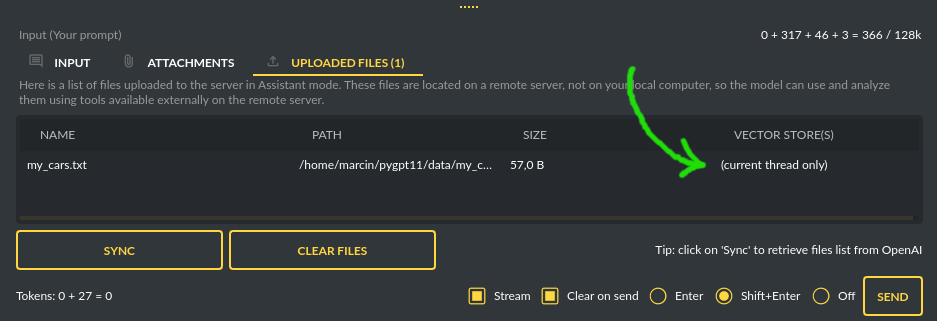 Input (Your prompt) 0 + 317 + 46 + 3 = 366 / 128k
INPUT ATTACHMENTS UPLOADED FILES (1)
Here is a list of files uploaded to the server in Assistant mode. These files are located on a remote server, not on your local computer, so the model can use and analyze
them using tools available externally on the remote server.
NAME PATH SIZE VECTOR STORE(S)
my_cars.txt /home/marcin/pygpt11/data/my_c... 57,0 B (current thread only)
SYNC CLEAR FILES Tip: click on 'Sync' to retrieve files list from OpenAI
Tokens: 0 + 27 = 0 Stream Clear on send Enter Shift+Enter Off SEND